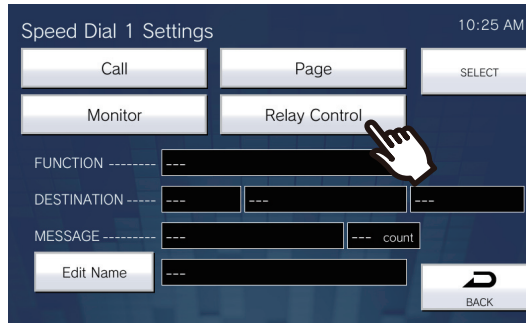 Speed Dial 1 Settings 10:25 AM
Call Page SELECT
Monitor Relay Control
FUNCTION -------- ---
DESTINATION ----- --- --- ---
MESSAGE --------- --- --- count
Edit Name ---
BACK